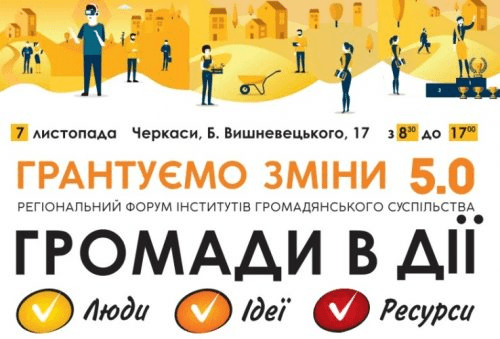 7 листопада Черкаси, Б. Вишневецького, 17 з 8³⁰ до 17⁰⁰
ГРАНТУЄМО ЗМІНИ 5.0
РЕГІОНАЛЬНИЙ ФОРУМ ІНСТИТУТІВ ГРОМАДЯНСЬКОГО СУСПІЛЬСТВА
ГРОМАДИ В ДІЇ
Люди Ідеї Ресурси